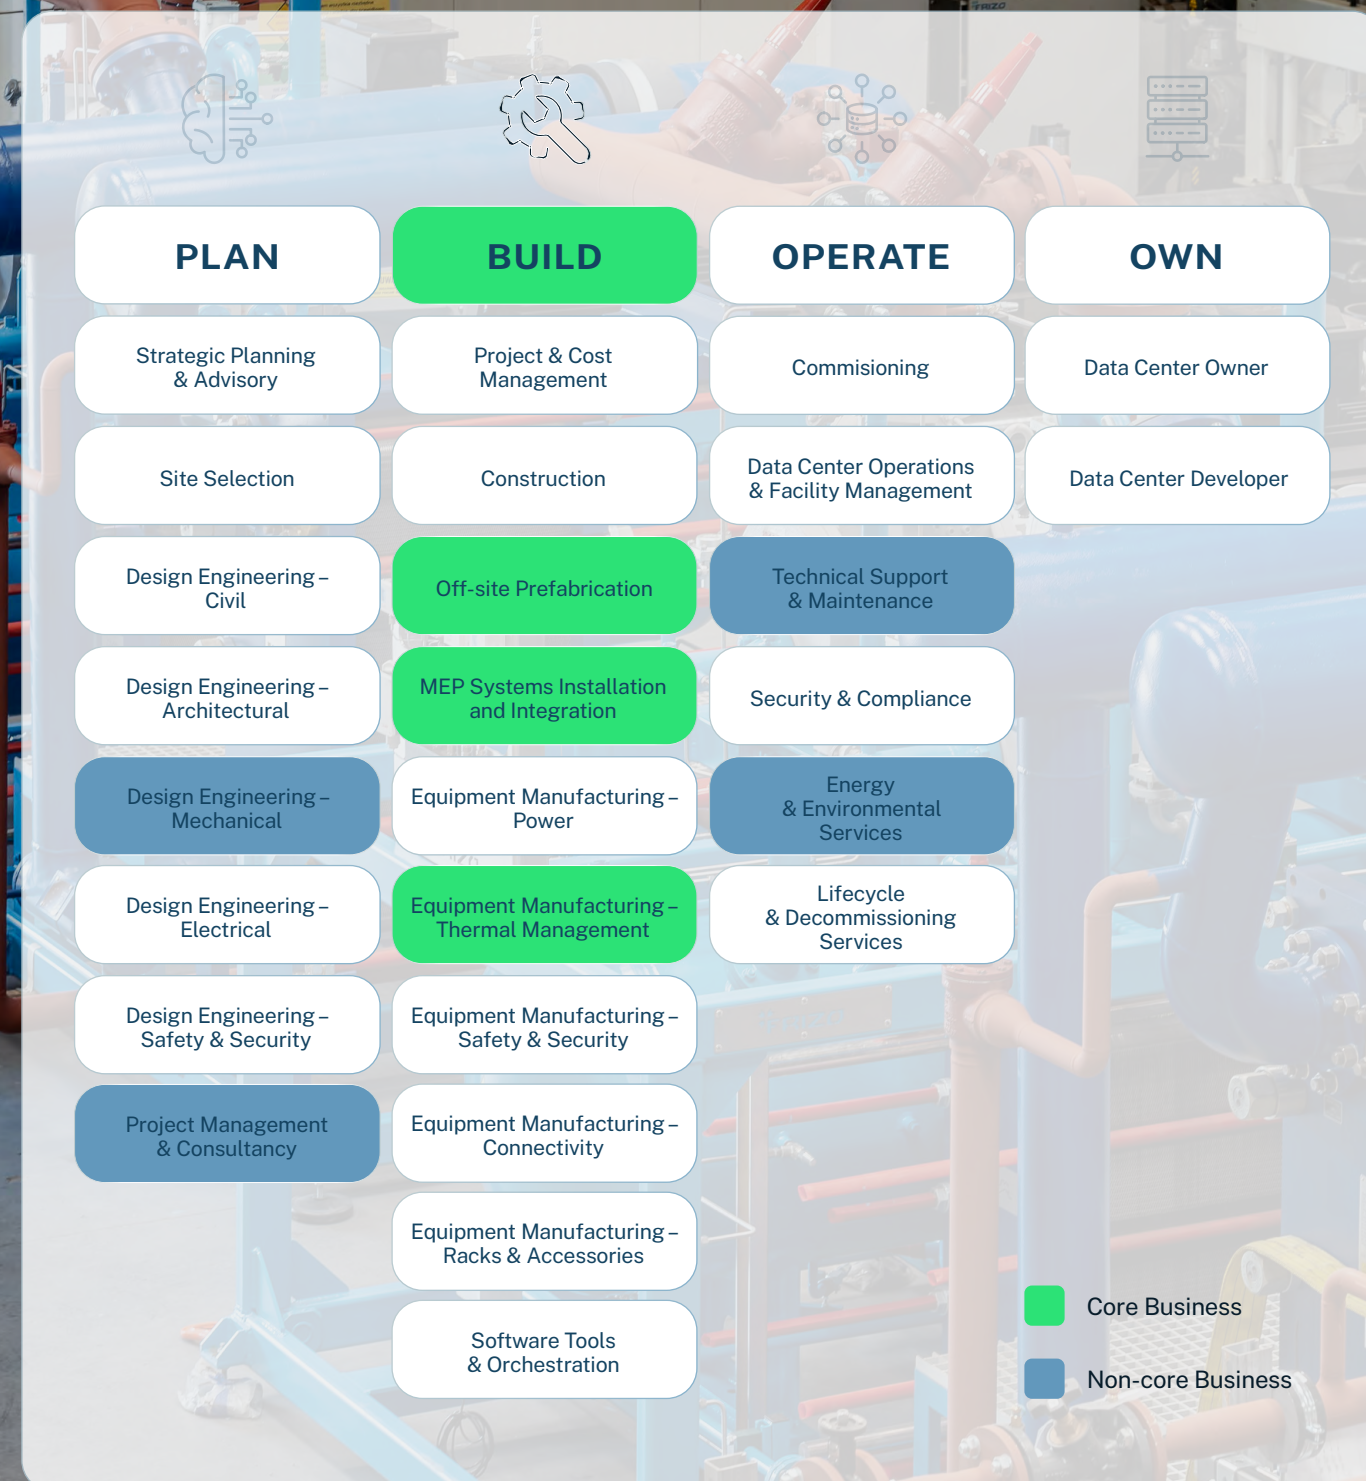 PLAN
BUILD
OPERATE
OWN
Strategic Planning
& Advisory
Project & Cost
Management
Commisioning
Data Center Owner
Site Selection
Construction
Data Center Operations
& Facility Management
Data Center Developer
Design Engineering –
Civil
Off-site Prefabrication
Technical Support
& Maintenance
Design Engineering –
Architectural
MEP Systems Installation
and Integration
Security & Compliance
Design Engineering –
Mechanical
Equipment Manufacturing –
Power
Energy
& Environmental
Services
Design Engineering –
Electrical
Equipment Manufacturing –
Thermal Management
Lifecycle
& Decommissioning
Services
Design Engineering –
Safety & Security
Equipment Manufacturing –
Safety & Security
Project Management
& Consultancy
Equipment Manufacturing –
Connectivity
Equipment Manufacturing –
Racks & Accessories
Software Tools
& Orchestration
Core Business
Non-core Business